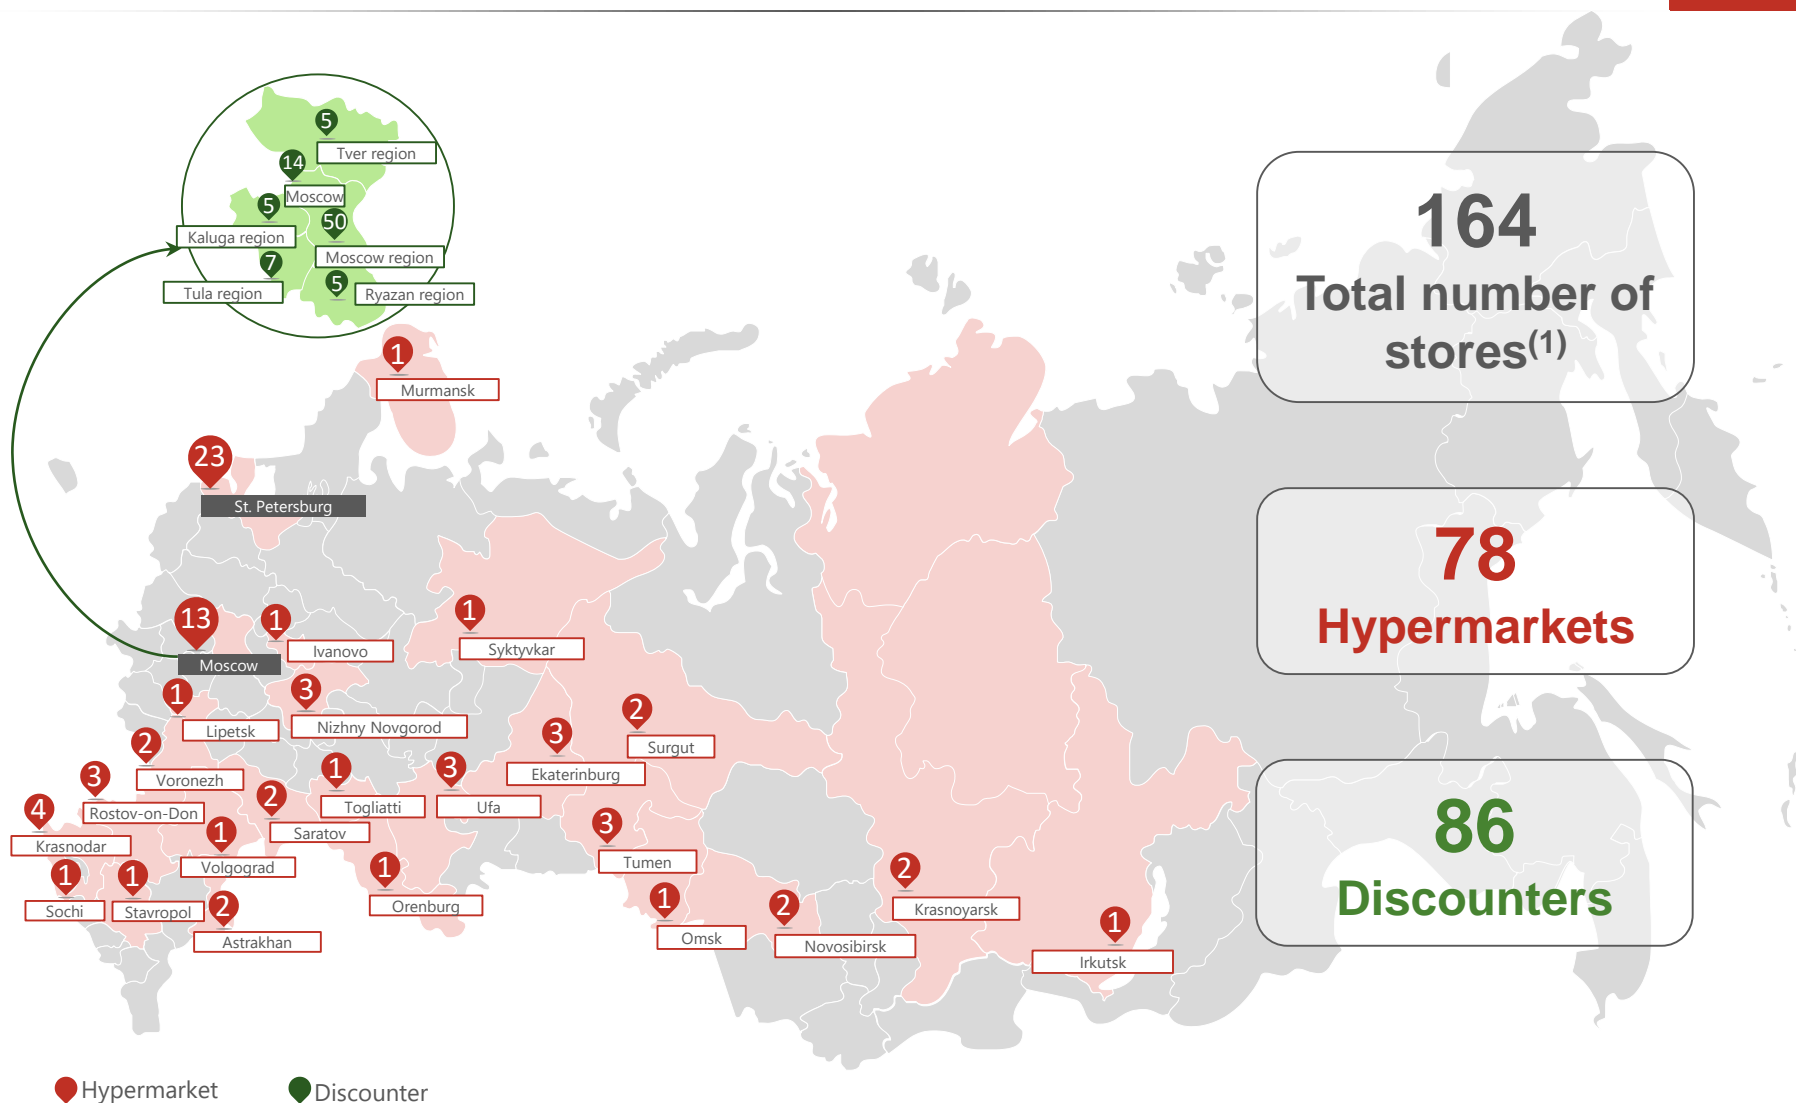 5
Tver region
14
Moscow
5
Kaluga region
50
Moscow region
7
Tula region
5
Ryazan region
1
Murmansk
23
St. Petersburg
13
Moscow
1
Ivanovo
1
Syktyvkar
1
Lipetsk
3
Nizhny Novgorod
2
Surgut
3
Ekaterinburg
2
Voronezh
3
Rostov-on-Don
1
Togliatti
3
Ufa
2
Saratov
4
Krasnodar
1
Volgograd
3
Tumen
1
Sochi
1
Stavropol
2
Astrakhan
1
Orenburg
1
Omsk
2
Novosibirsk
2
Krasnoyarsk
1
Irkutsk
164
Total number of
stores(1)
78
Hypermarkets
86
Discounters
Hypermarket
Discounter